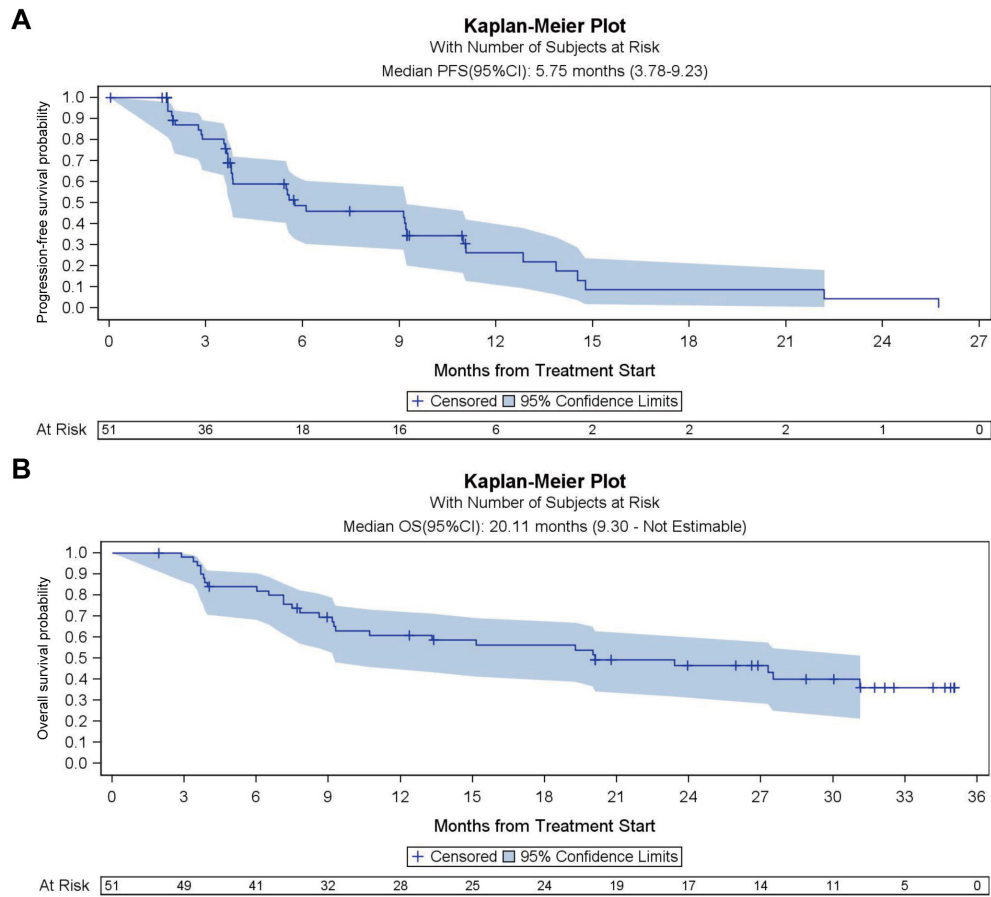 A
Kaplan-Meier Plot
With Number of Subjects at Risk
Median PFS(95%CI): 5.75 months (3.78-9.23)
Progression-free survival probability
1.0
0.9
0.8
0.7
0.6
0.5
0.4
0.3
0.2
0.1
0.0
0 3 6 9 12 15 18 21 24 27
Months from Treatment Start
+ Censored 95% Confidence Limits
At Risk 51 36 18 16 6 2 2 2 1 0
B
Kaplan-Meier Plot
With Number of Subjects at Risk
Median OS(95%CI): 20.11 months (9.30 - Not Estimable)
Overall survival probability
1.0
0.9
0.8
0.7
0.6
0.5
0.4
0.3
0.2
0.1
0.0
0 3 6 9 12 15 18 21 24 27 30 33 36
Months from Treatment Start
+ Censored 95% Confidence Limits
At Risk 51 49 41 32 28 25 24 19 17 14 11 5 0